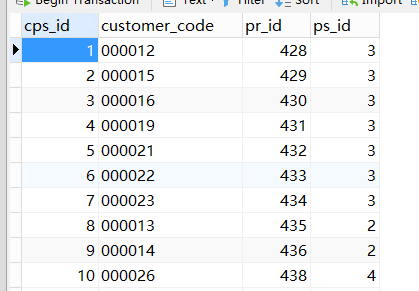 Begin Transaction Text Filter Sort Import
cps_id customer_code pr_id ps_id
1 000012 428 3
2 000015 429 3
3 000016 430 3
4 000019 431 3
5 000021 432 3
6 000022 433 3
7 000023 434 3
8 000013 435 2
9 000014 436 2
10 000026 438 4